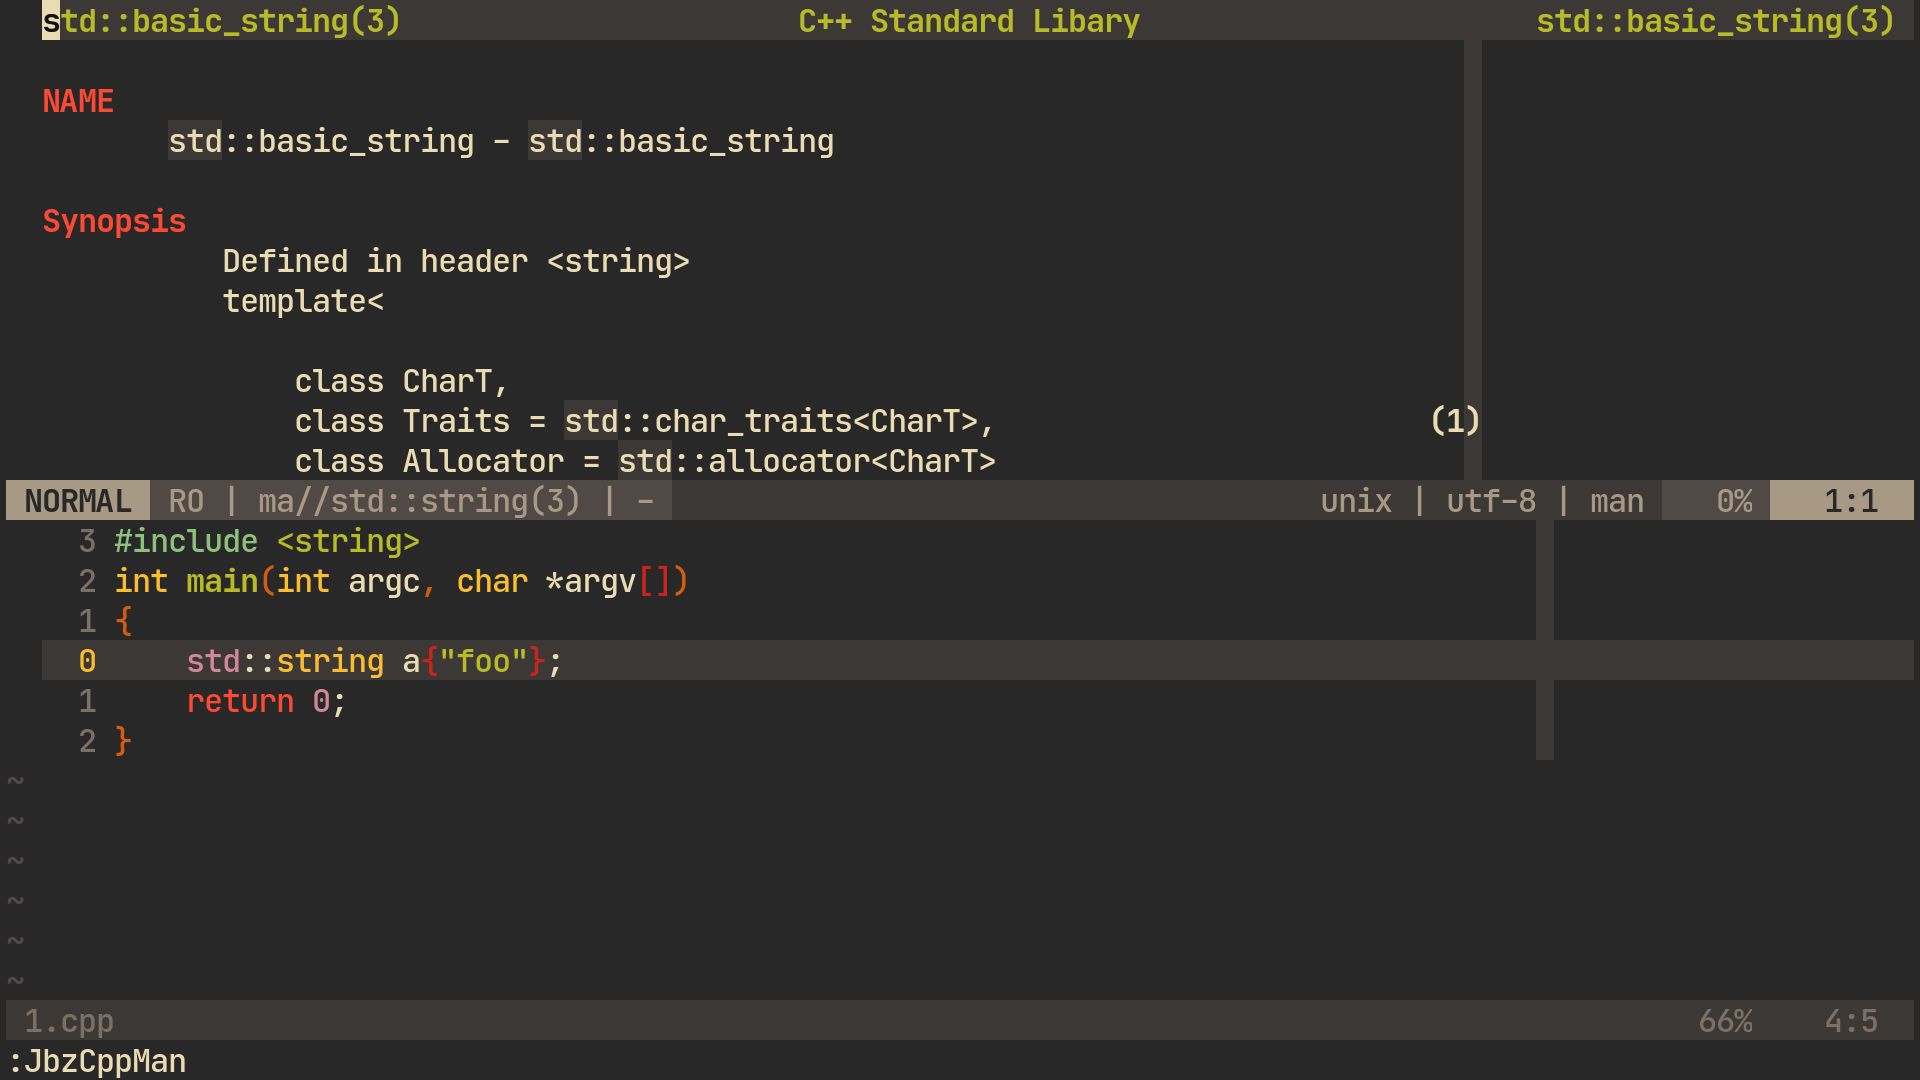 std::basic_string(3) C++ Standard Libary std::basic_string(3)
NAME
std::basic_string - std::basic_string
Synopsis
Defined in header <string>
template<
class CharT,
class Traits = std::char_traits<CharT>, (1)
class Allocator = std::allocator<CharT>
NORMAL RO | ma//std::string(3) | - unix | utf-8 | man 0% 1:1
3 #include <string>
2 int main(int argc, char *argv[])
1 {
0 std::string a{"foo"};
1 return 0;
2 }
~
~
~
~
~
~
1.cpp 66% 4:5
:JbzCppMan